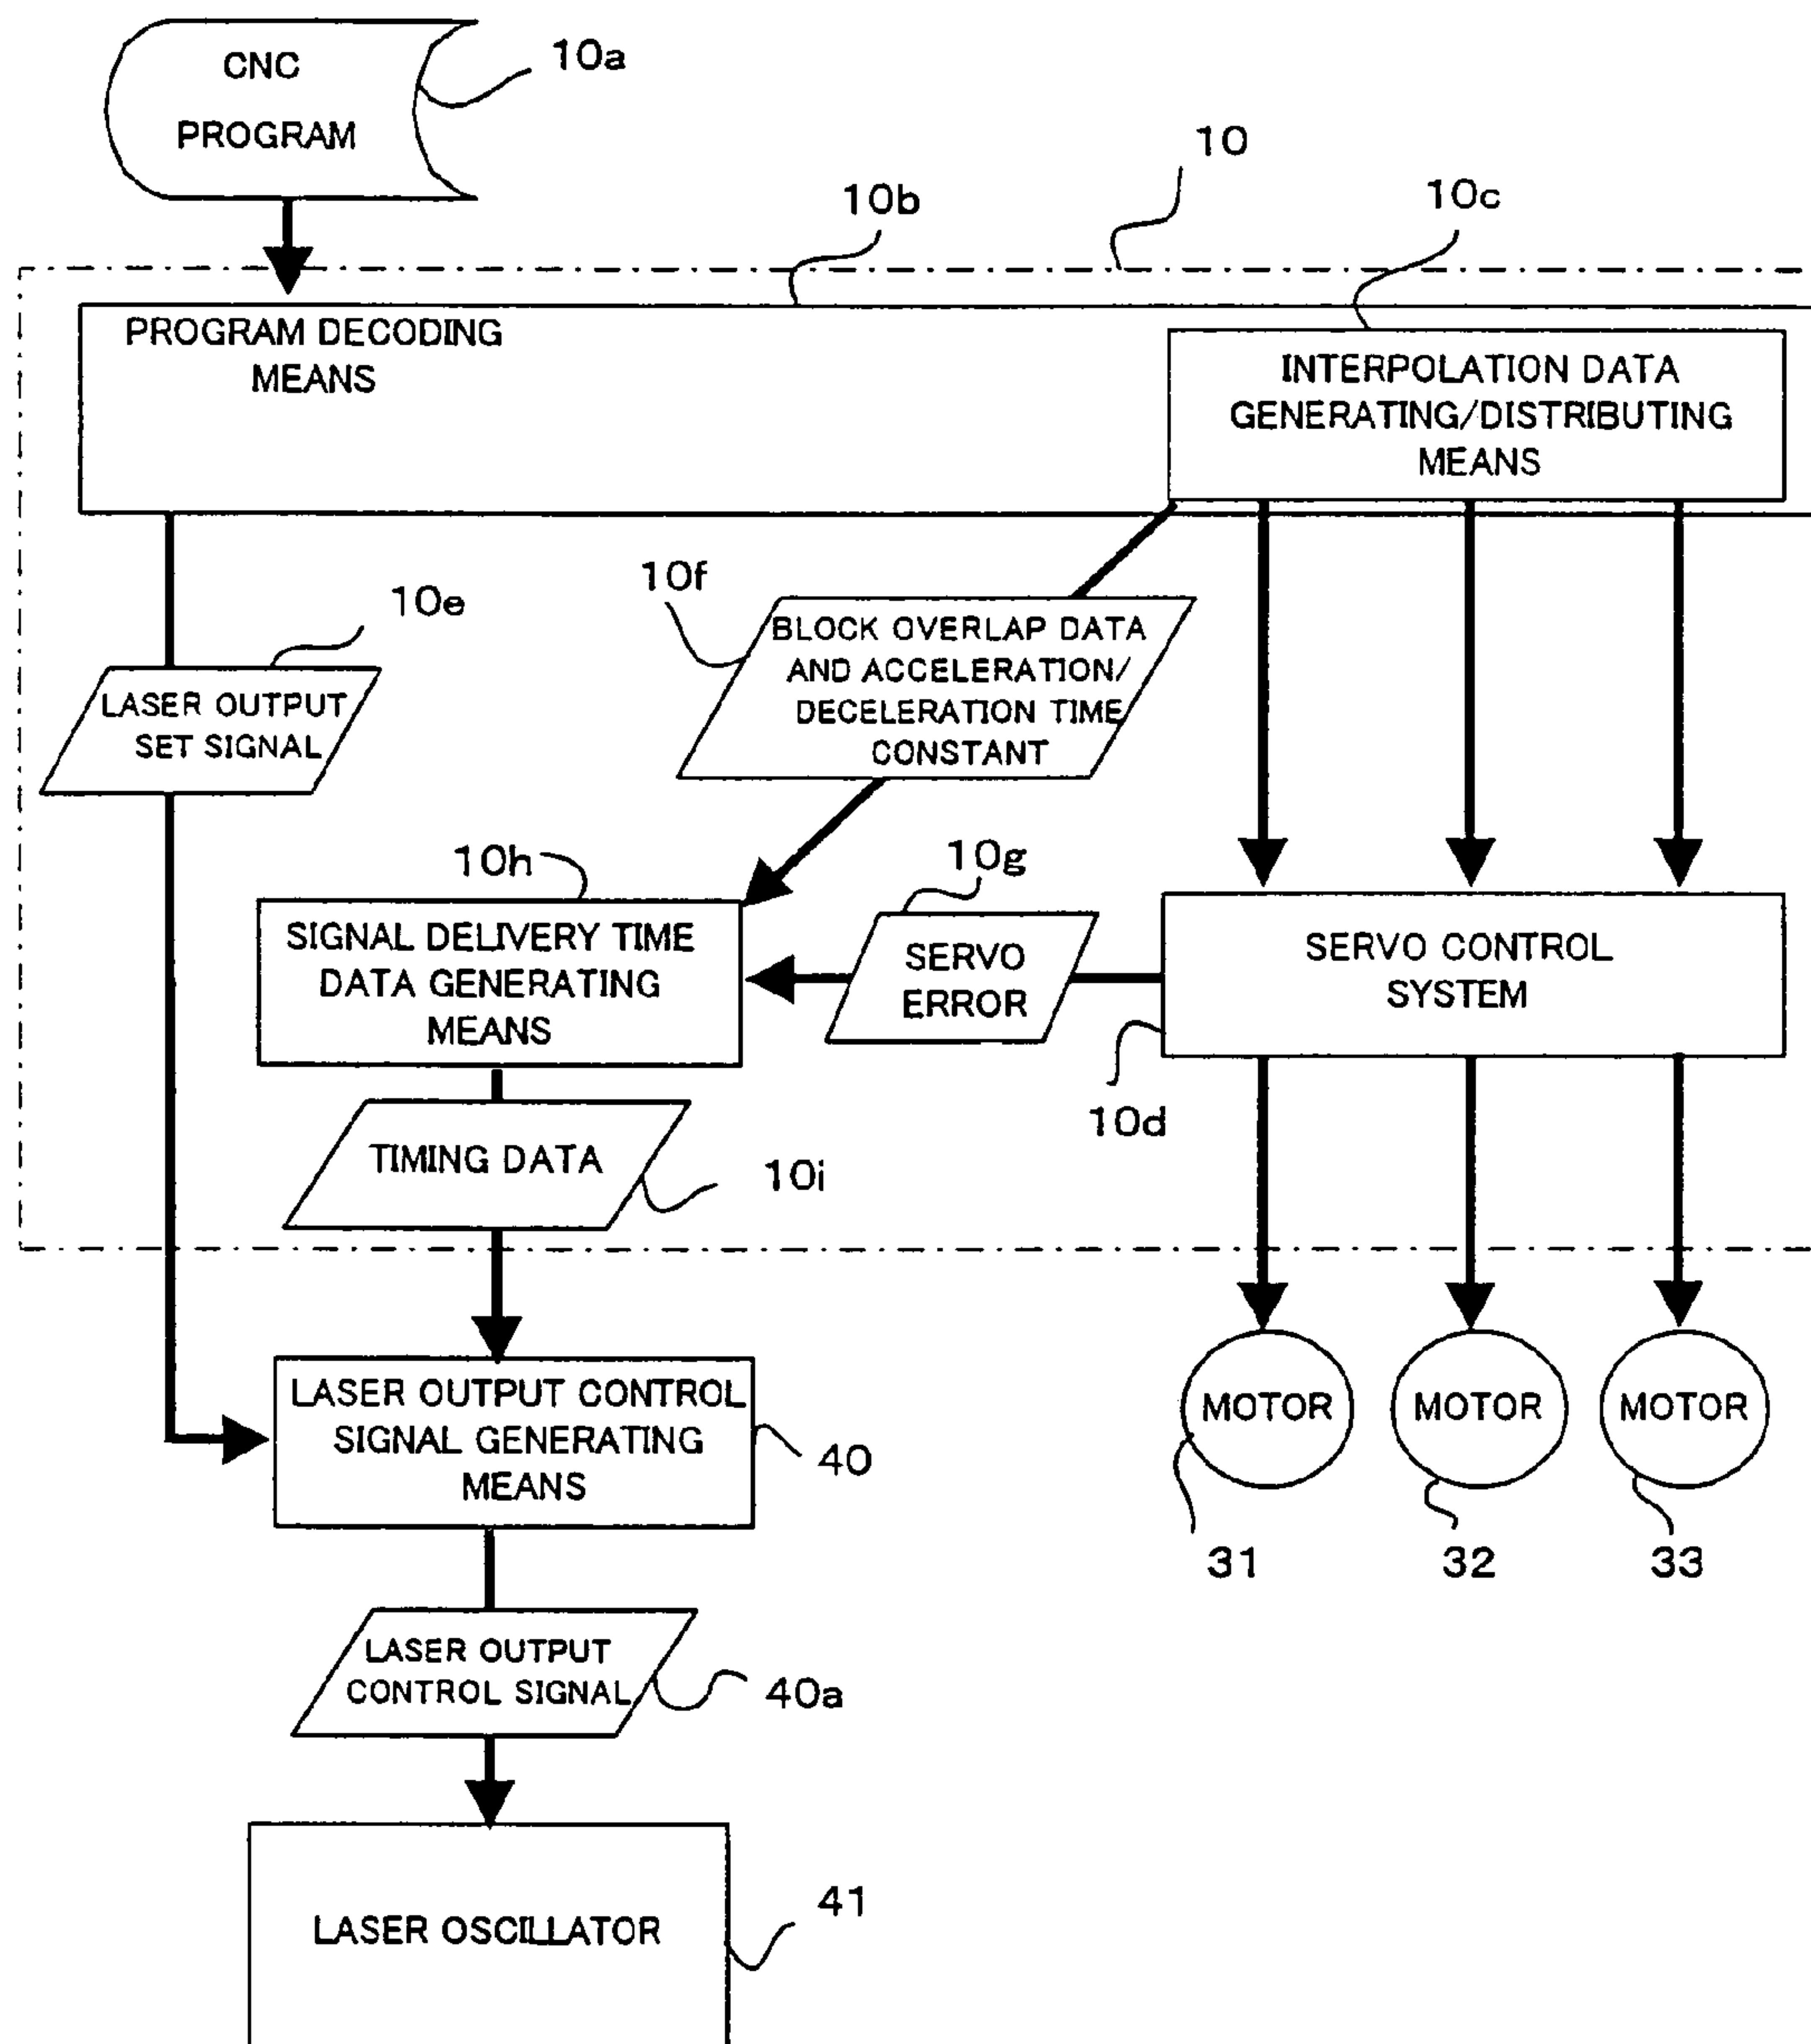 CNC
PROGRAM
10a
10
10b
10c
PROGRAM DECODING
MEANS
INTERPOLATION DATA
GENERATING/DISTRIBUTING
MEANS
10f
10e
BLOCK OVERLAP DATA
AND ACCELERATION/
DECELERATION TIME
CONSTANT
LASER OUTPUT
SET SIGNAL
10h
10g
SIGNAL DELIVERY TIME
DATA GENERATING
MEANS
SERVO
ERROR
SERVO CONTROL
SYSTEM
10d
TIMING DATA
10i
LASER OUTPUT CONTROL
SIGNAL GENERATING
MEANS
40
MOTOR
MOTOR
MOTOR
31
32
33
LASER OUTPUT
CONTROL SIGNAL
40a
LASER OSCILLATOR
41